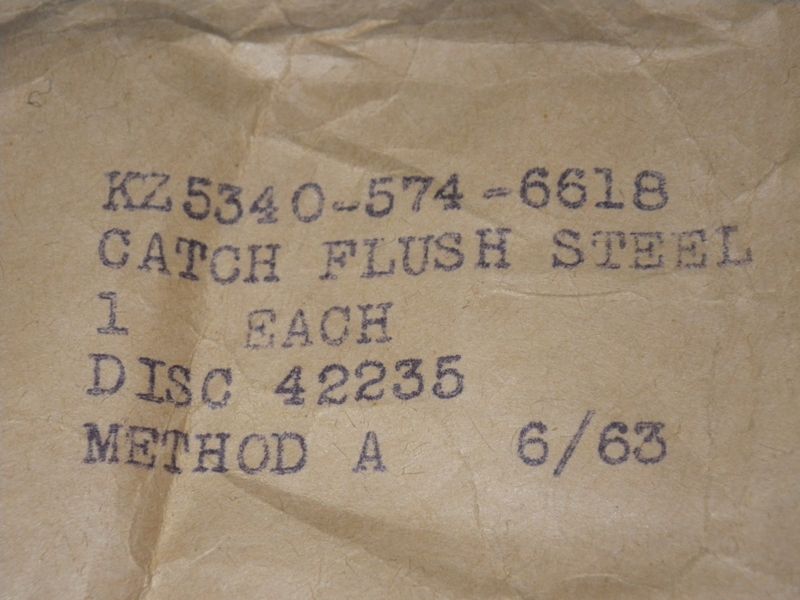 KZ5340-574-6618
CATCH FLUSH STEEL
1 EACH
DISC 42235
METHOD A 6/63